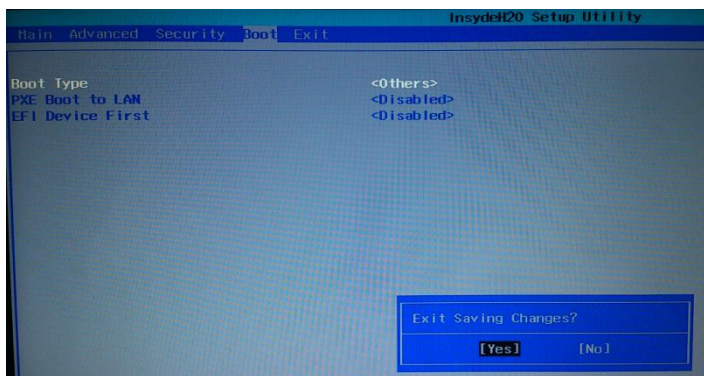 InsydeH20 Setup Utility
Main Advanced Security Boot Exit
Boot Type <Others>
PXE Boot to LAN <Disabled>
EFI Device First <Disabled>
Exit Saving Changes?
[Yes] [No]